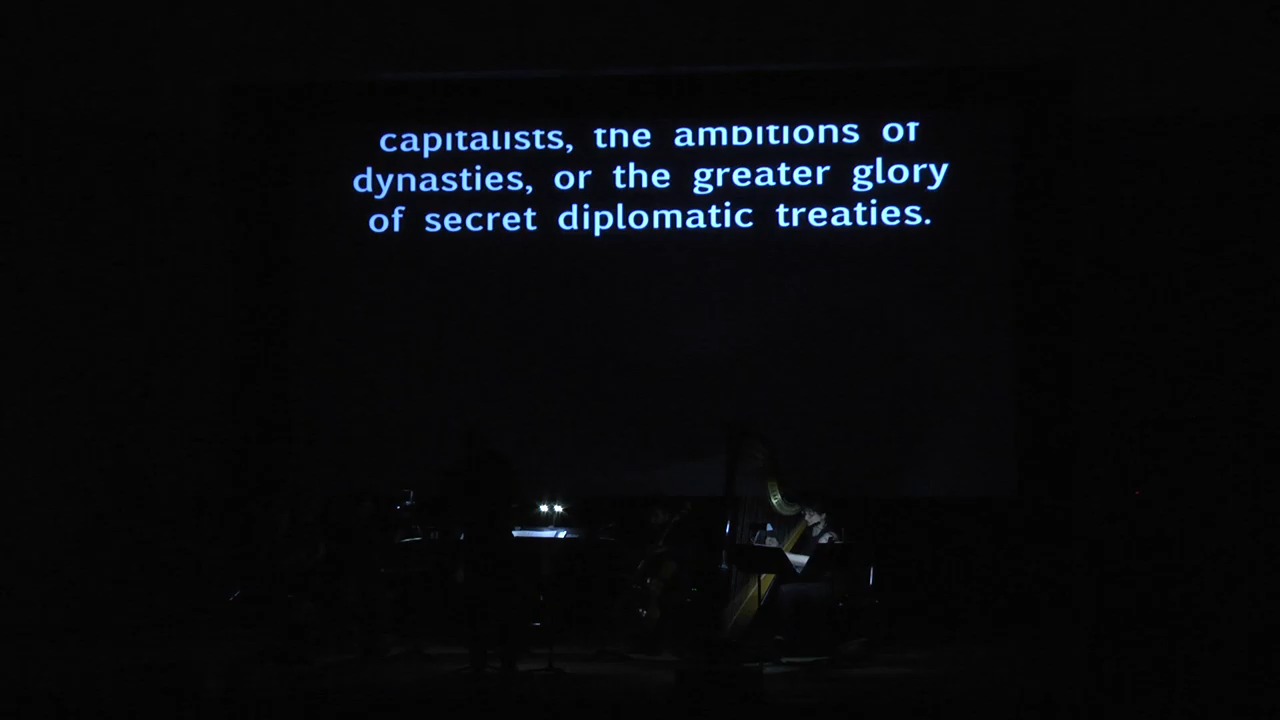 capitalists, the ambitions of
dynasties, or the greater glory
of secret diplomatic treaties.